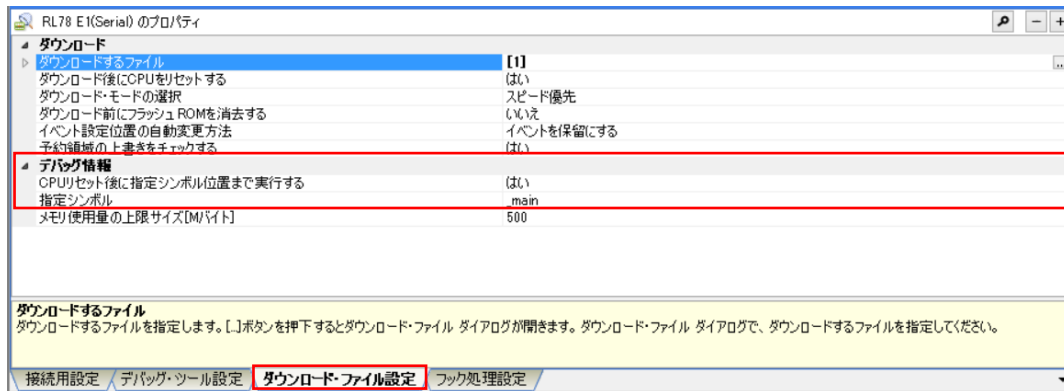 RL78 E1(Serial) のプロパティ
ダウンロード
ダウンロードするファイル [1]
ダウンロード後にCPUをリセットする はい
ダウンロード・モードの選択 スピード優先
ダウンロード前にフラッシュROMを消去する いいえ
イベント設定位置の自動変更方法 イベントを保留にする
予約領域の上書きをチェックする はい
デバッグ情報
CPUリセット後に指定シンボル位置まで実行する はい
指定シンボル _main
メモリ使用量の上限サイズ[Mバイト] 500
ダウンロードするファイル
ダウンロードするファイルを指定します。[...]ボタンを押下するとダウンロード・ファイル ダイアログが開きます。ダウンロード・ファイル ダイアログで、ダウンロードするファイルを指定してください。
接続用設定 デバッグ・ツール設定 ダウンロード・ファイル設定 フック処理設定